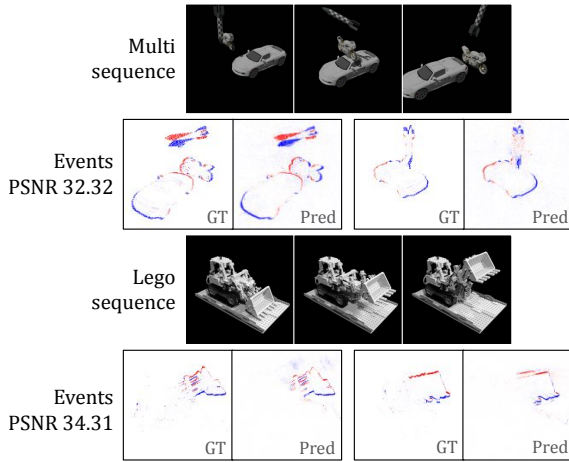 Multi
sequence
Events
PSNR 32.32
GT
Pred
GT
Pred
Lego
sequence
Events
PSNR 34.31
GT
Pred
GT
Pred